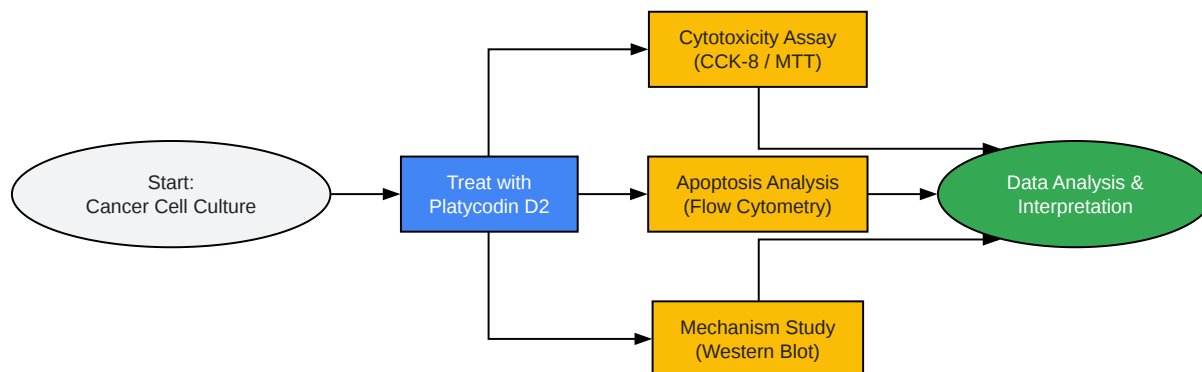 Start:
Cancer Cell Culture
Treat with
Platycodin D2
Cytotoxicity Assay
(CCK-8 / MTT)
Apoptosis Analysis
(Flow Cytometry)
Mechanism Study
(Western Blot)
Data Analysis &
Interpretation